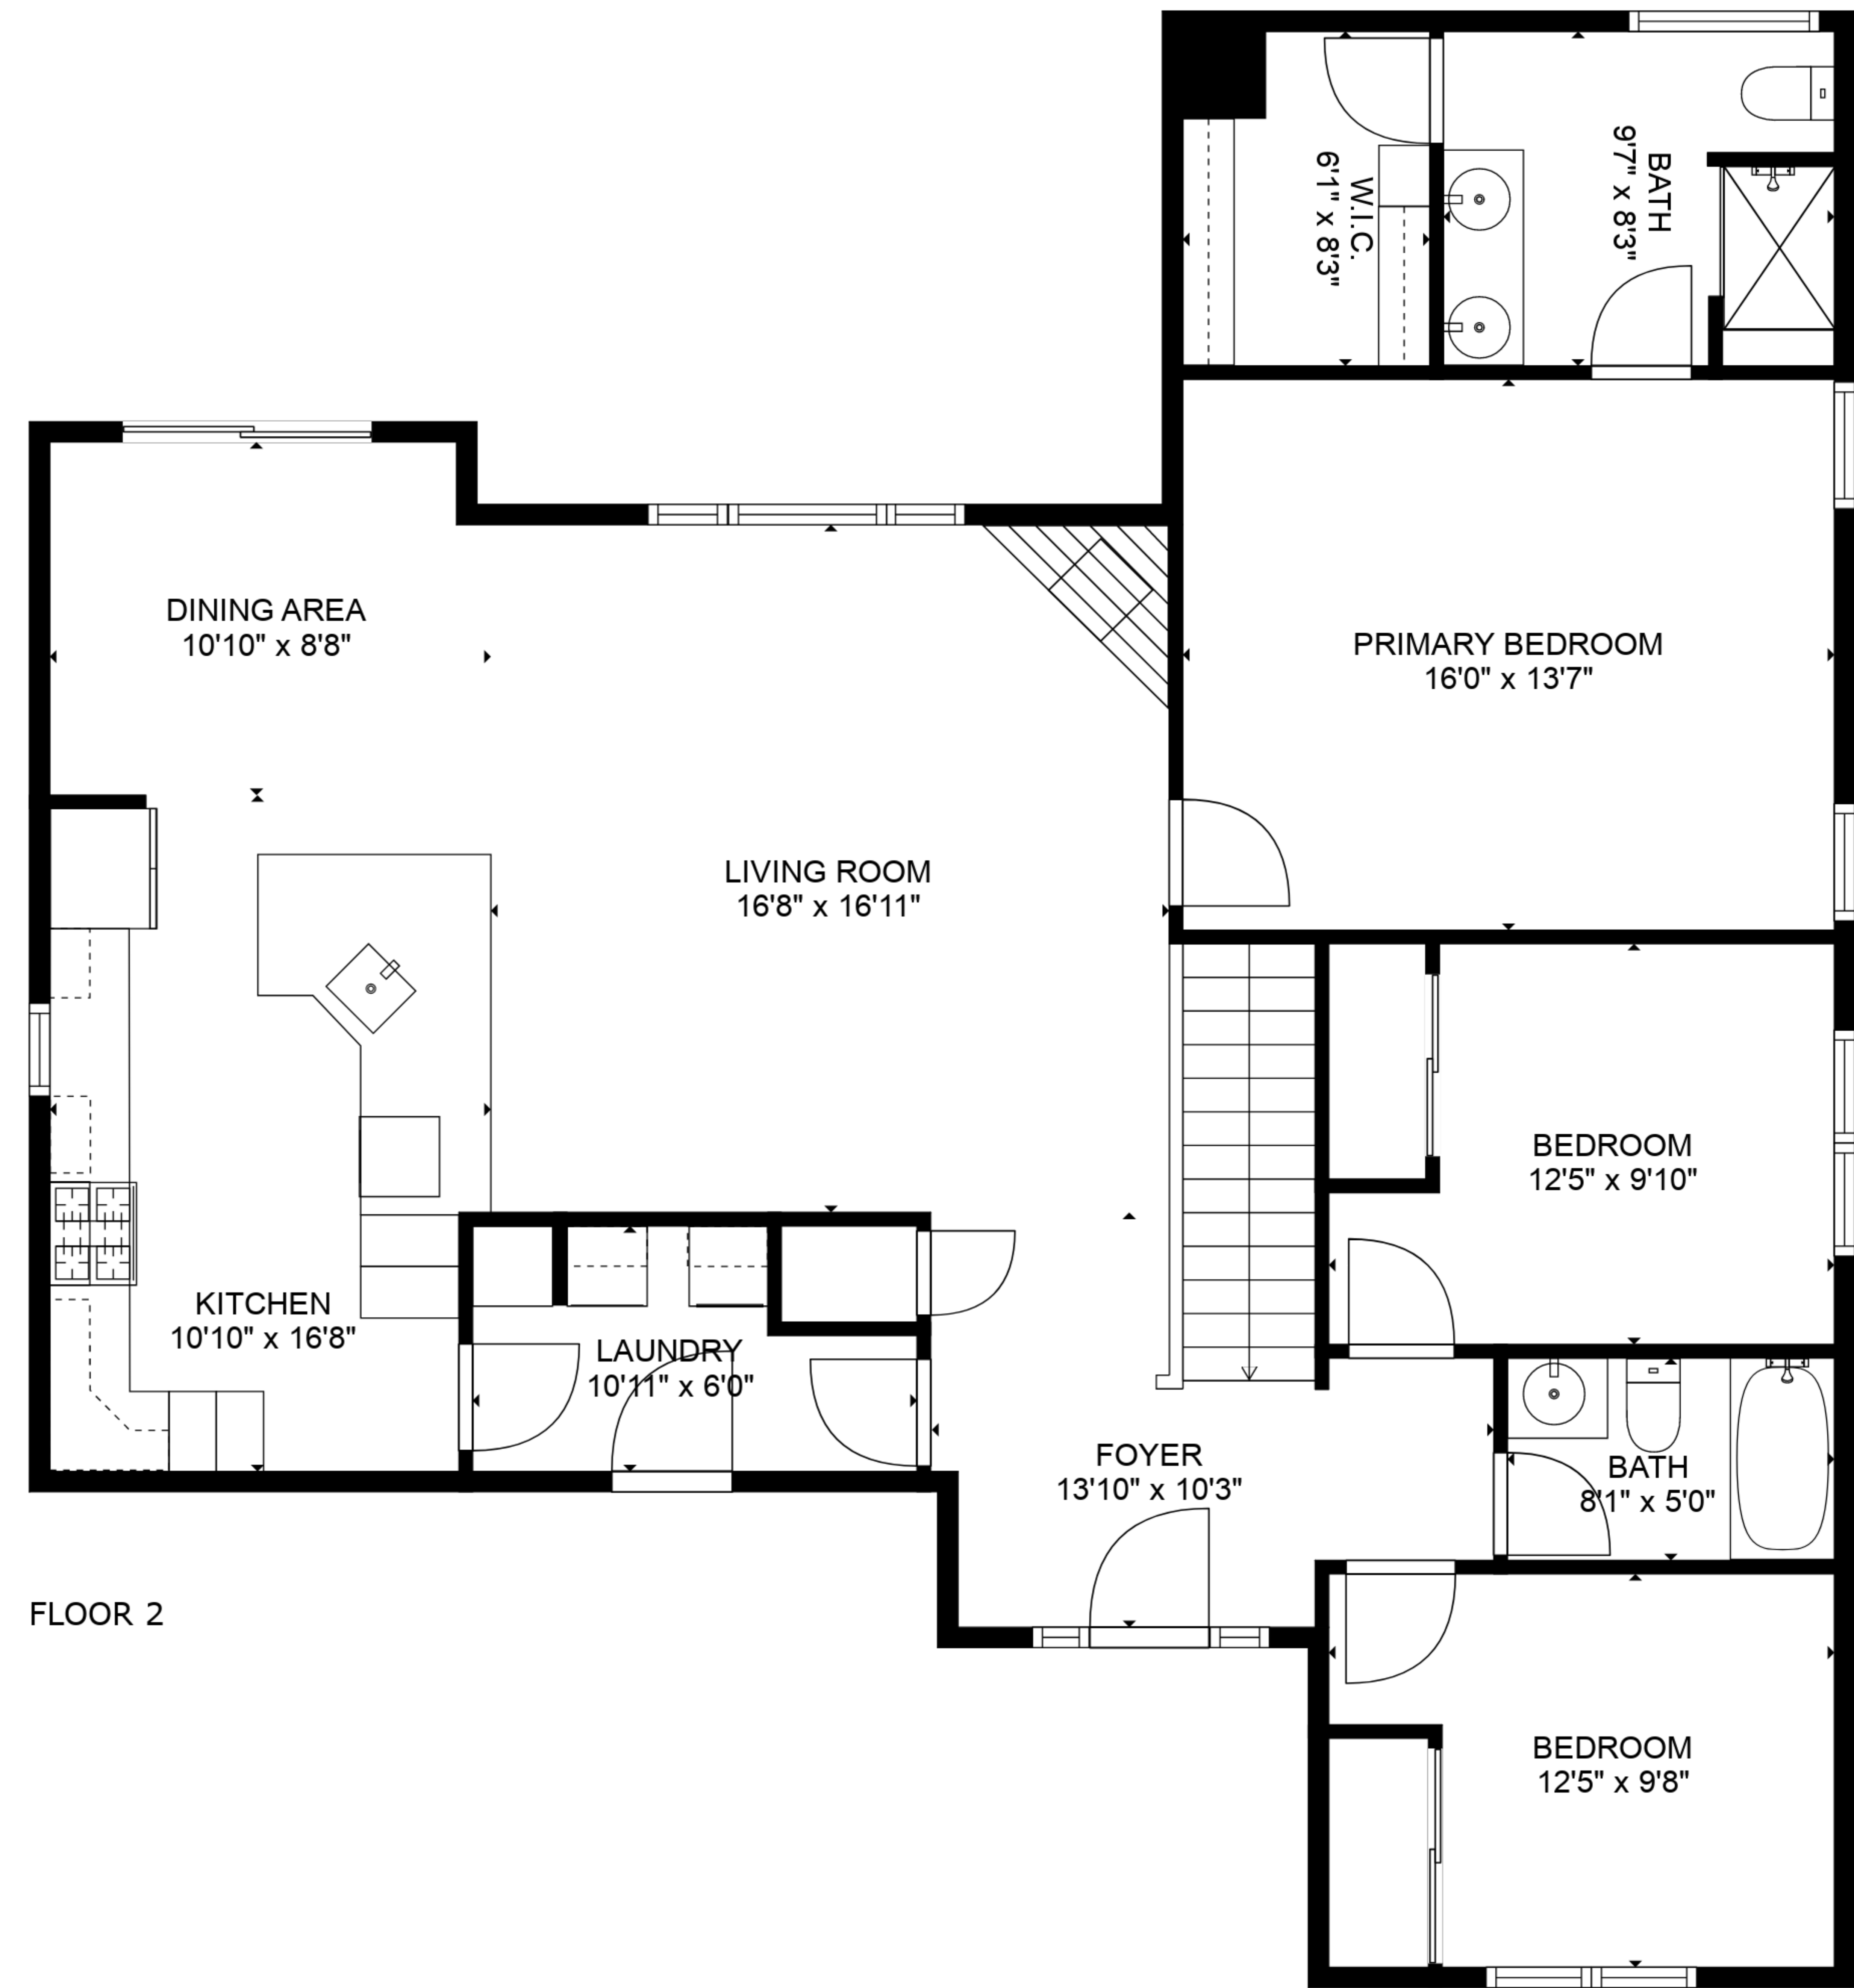 BATH
9'7" x 8'3"
W.I.C.
6'1" x 8'3"
DINING AREA
10'10" x 8'8"
PRIMARY BEDROOM
16'0" x 13'7"
LIVING ROOM
16'8" x 16'11"
BEDROOM
12'5" x 9'10"
KITCHEN
10'10" x 16'8"
LAUNDRY
10'11" x 6'0"
FOYER
13'10" x 10'3"
BATH
8'1" x 5'0"
FLOOR 2
BEDROOM
12'5" x 9'8"